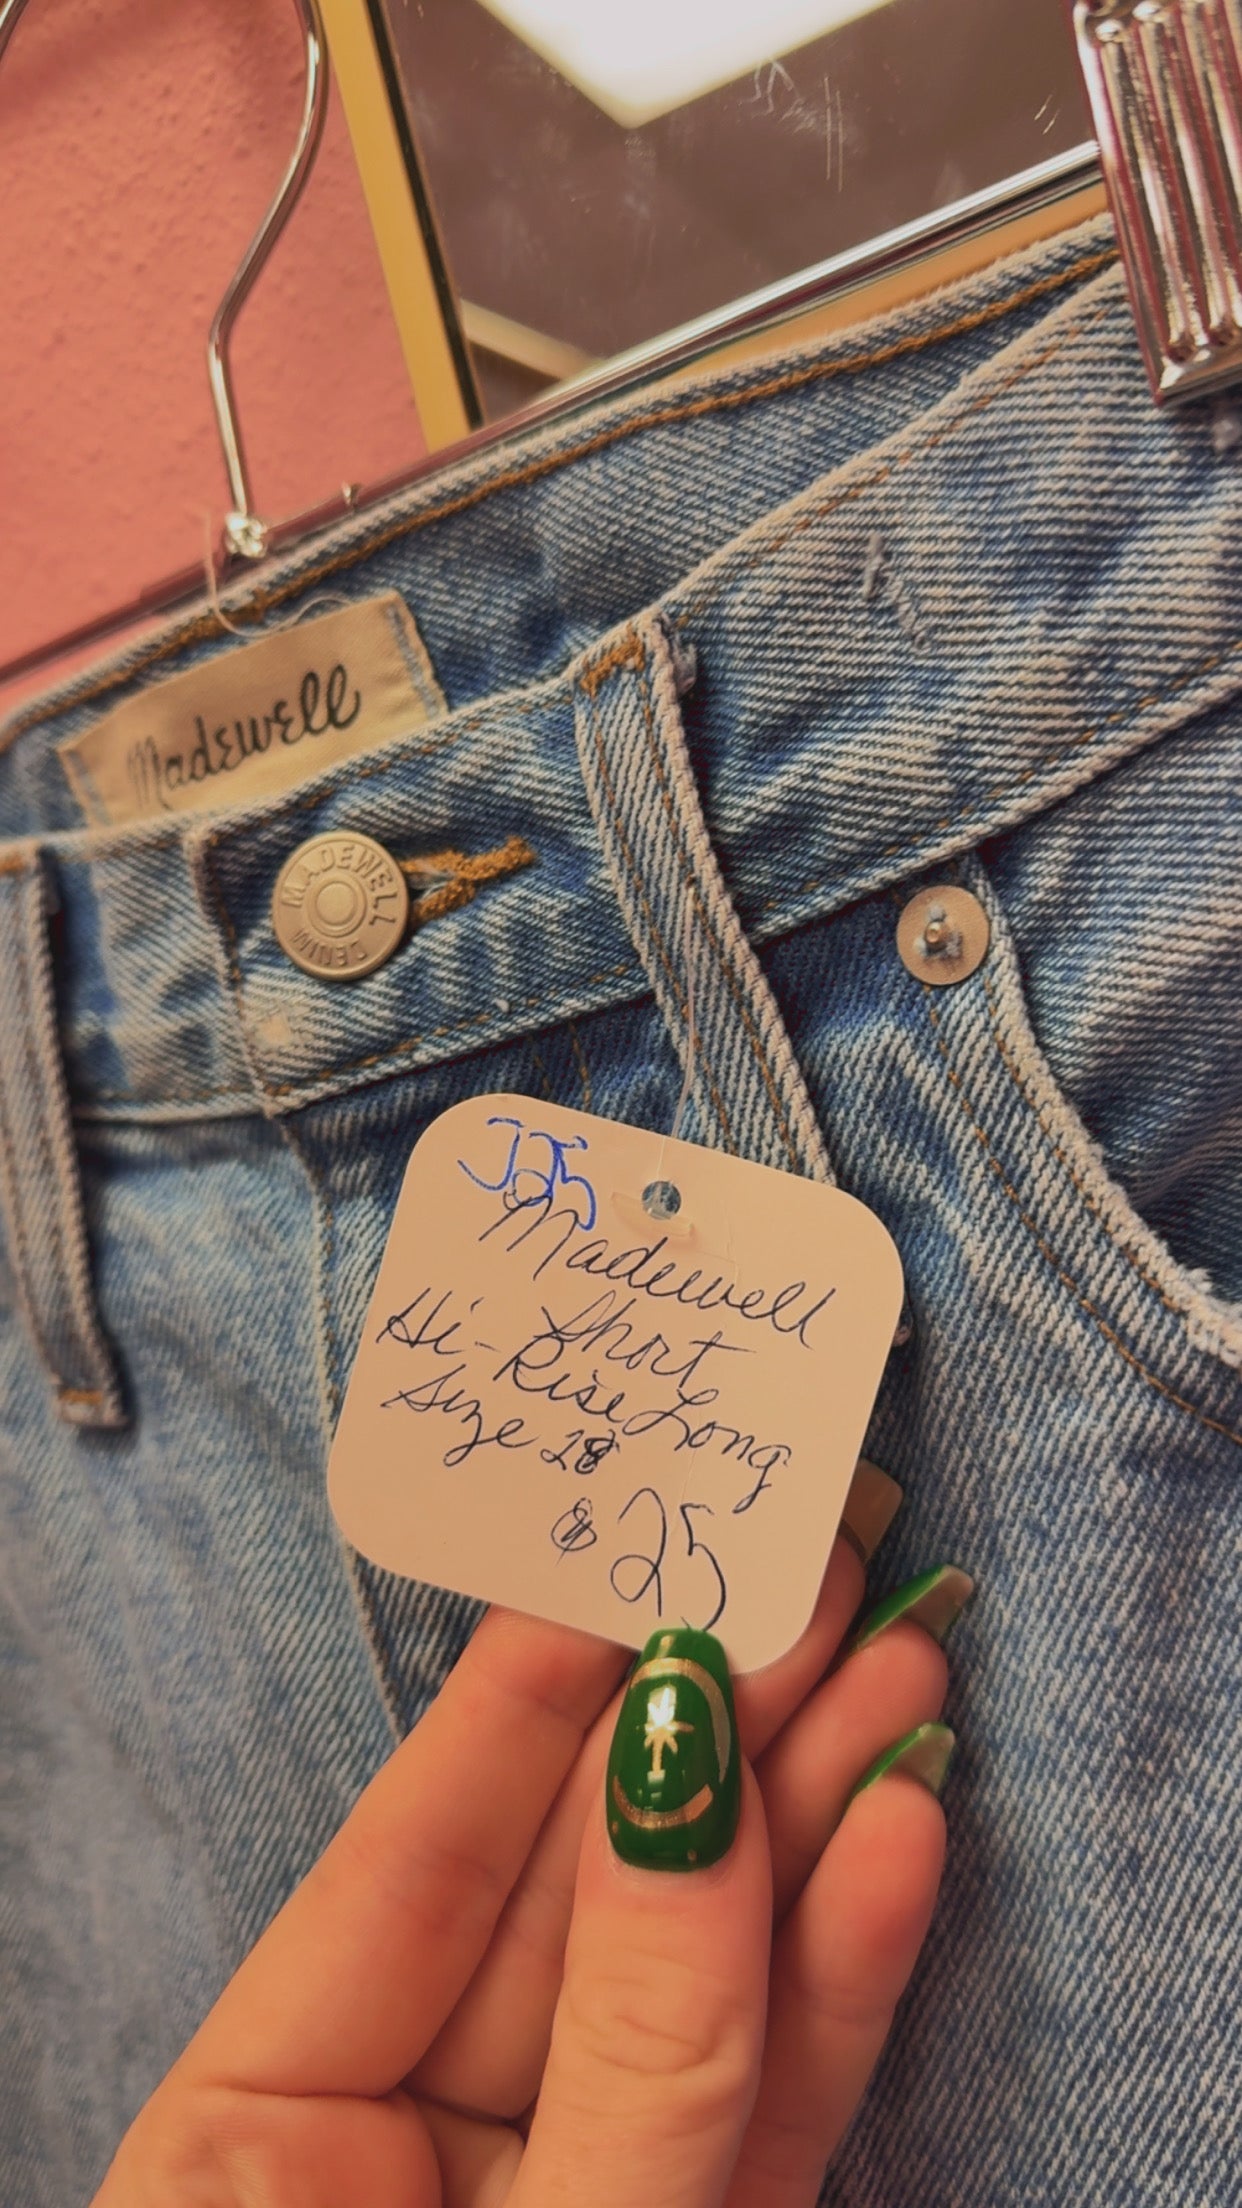 Madewell
MADEWELL
DENIM
J25
Madewell
Hi-Rise Long
Short
Size 28
$25